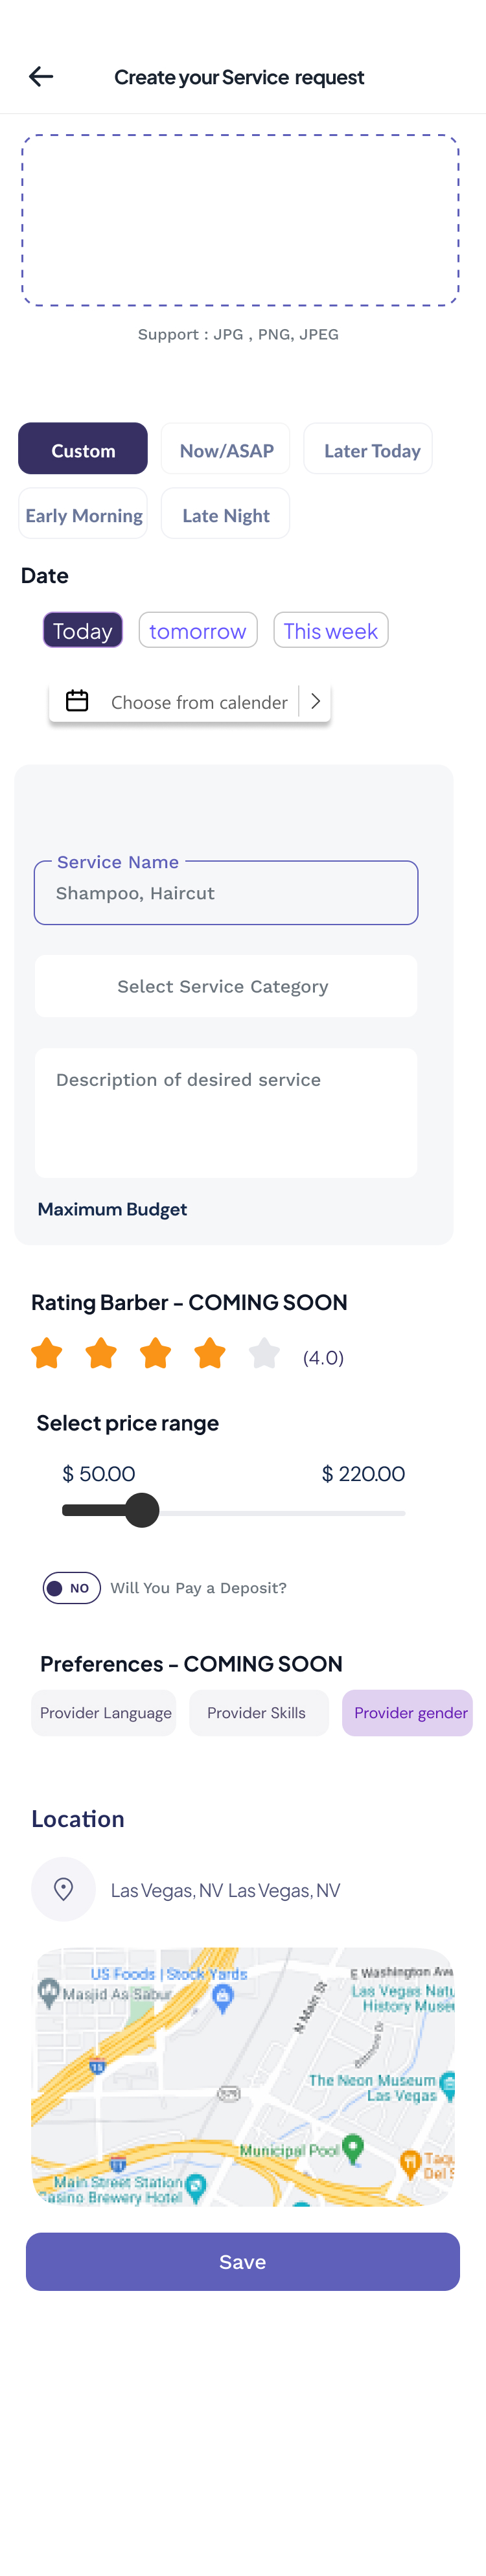 Create your Service request
Support : JPG , PNG, JPEG
Custom
Now/ASAP
Later Today
Early Morning
Late Night
Date
Today
tomorrow
This week
Choose from calender
Service Name
Shampoo, Haircut
Select Service Category
Description of desired service
Maximum Budget
Rating Barber - COMING SOON
(4.0)
Select price range
$ 50.00
$ 220.00
NO
Will You Pay a Deposit?
Preferences - COMING SOON
Provider Language
Provider Skills
Provider gender
Location
Las Vegas, NV Las Vegas, NV
US Foods | Stock Yards
E Washington Ave
Masjid As Sabur
Las Vegas Natu
History Muse
N Main St
15
The Neon Museum
Las Vegas
Municipal Pool
Taqu
Del S
11
Main Street Station
Casino Brewery Hotel
Save